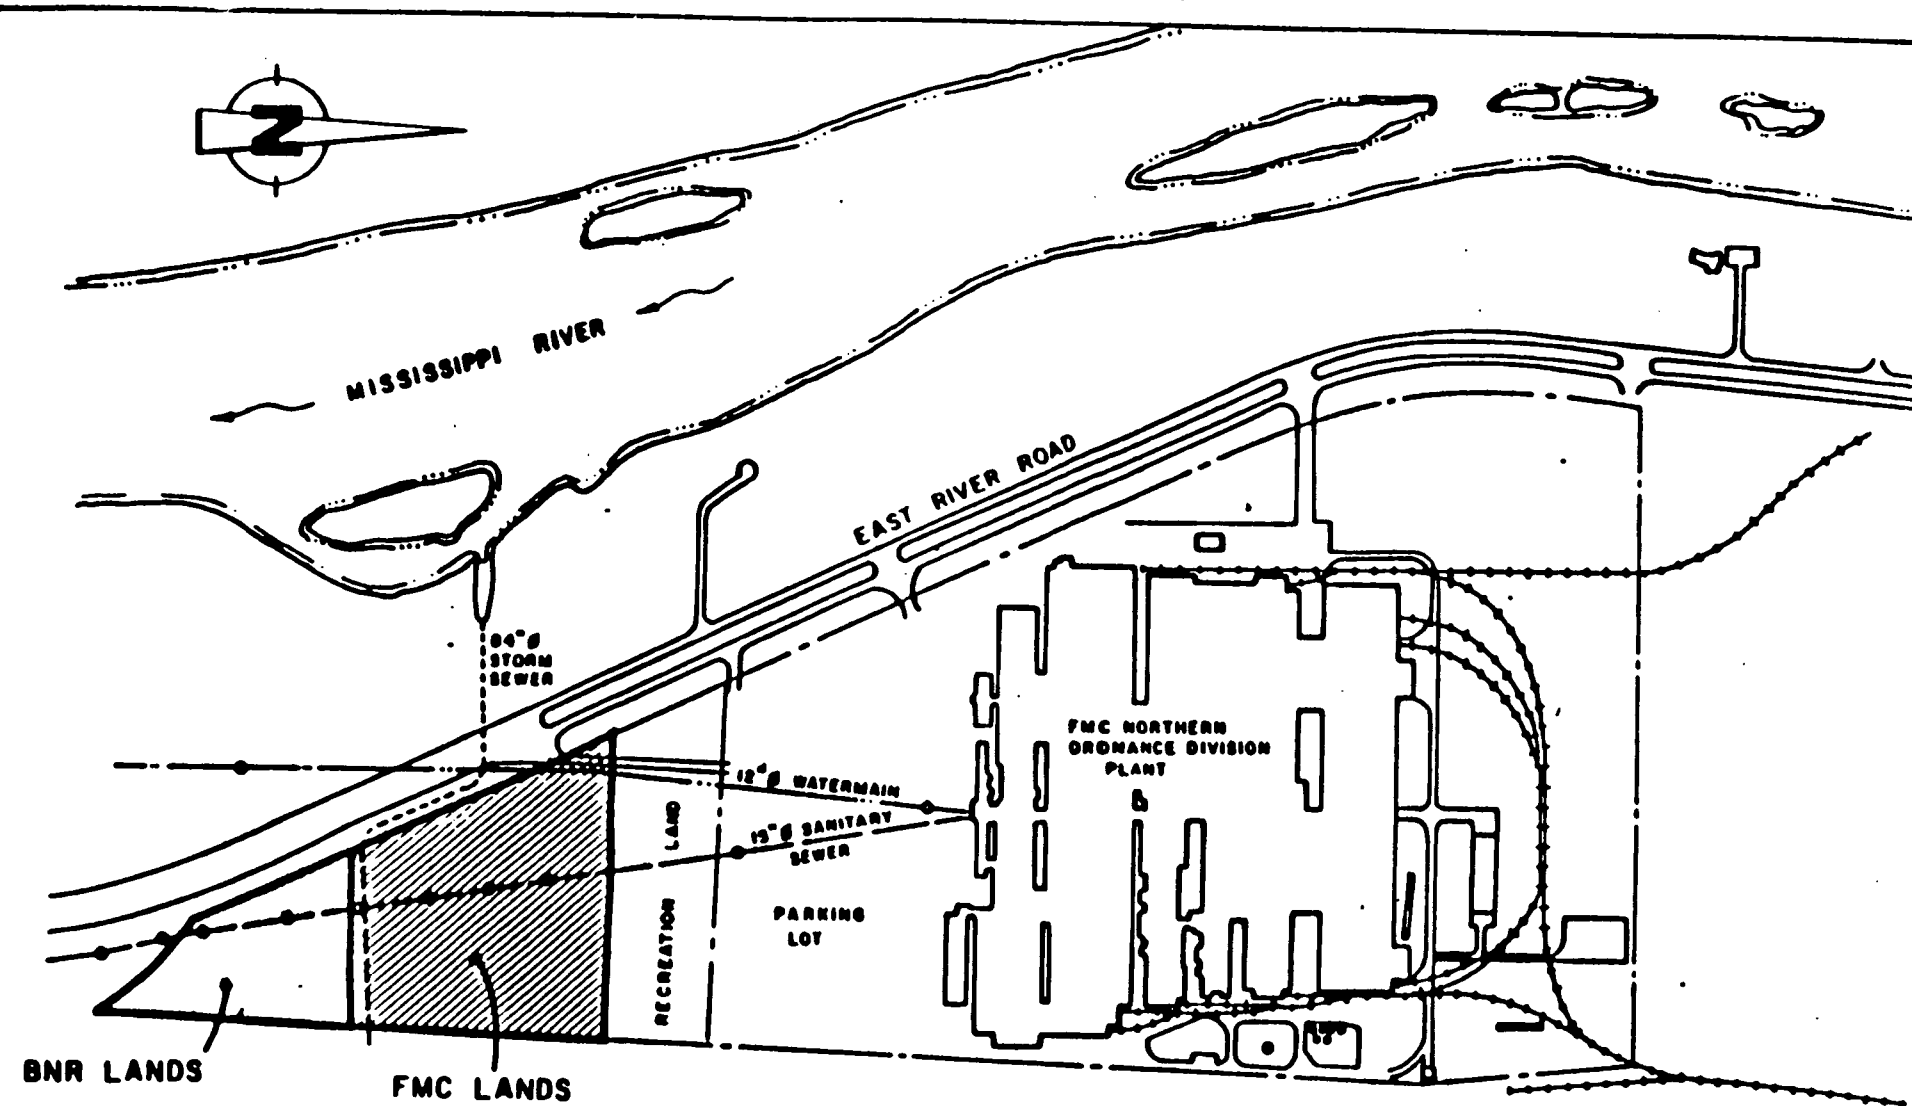 N
MISSISSIPPI RIVER
EAST RIVER ROAD
84"ø
STORM
SEWER
FMC NORTHERN
ORDNANCE DIVISION
PLANT
12"ø WATERMAIN
15"ø SANITARY
SEWER
RECREATION LAND
PARKING
LOT
BNR LANDS
FMC LANDS